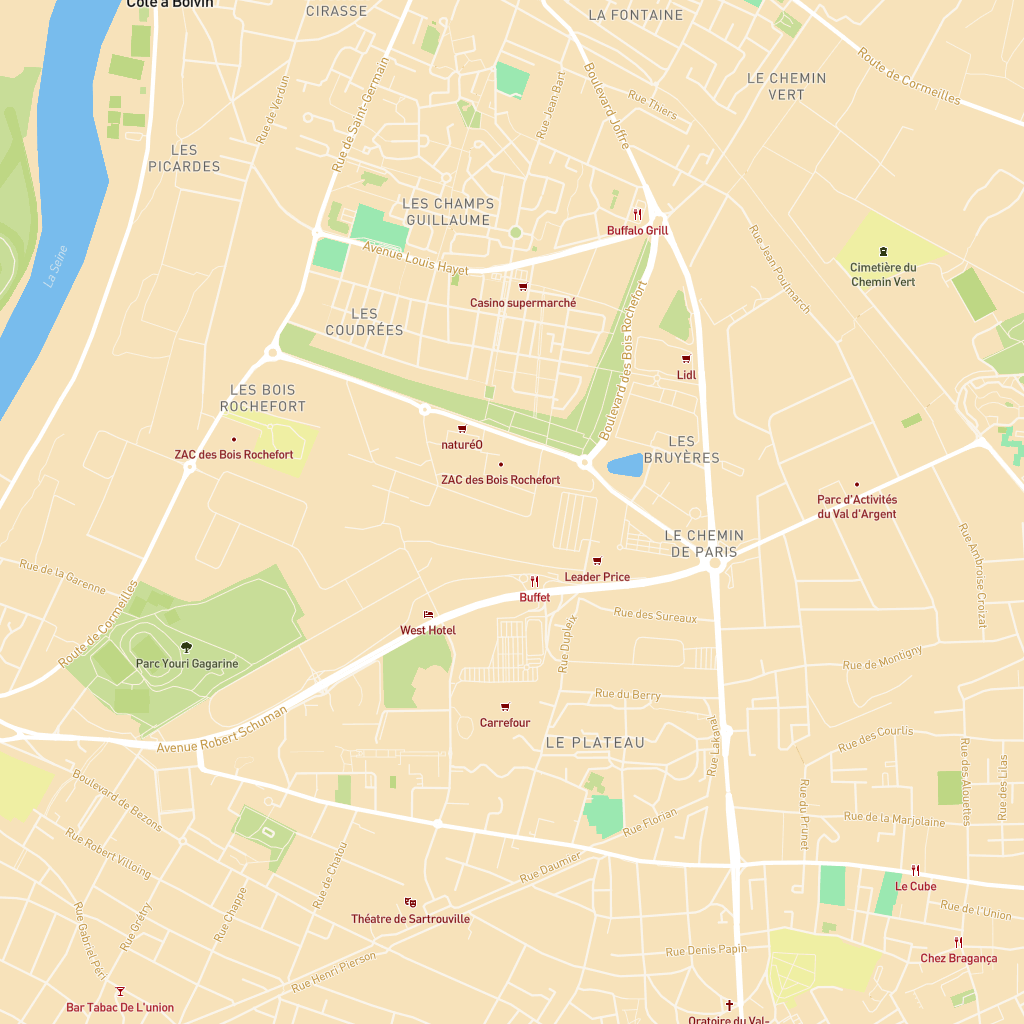 Côte à Boivin
CIRASSE
LA FONTAINE
LE CHEMIN
VERT
Route de Cormeilles
Boulevard Joffre
Rue Thiers
Rue Jean Bart
Rue de Saint-Germain
Rue de Verdun
LES
PICARDES
LES CHAMPS
GUILLAUME
Buffalo Grill
Avenue Louis Hayet
Rue Jean Poulmarch
Cimetière du
Chemin Vert
La Seine
Casino supermarché
LES
COUDRÉES
Boulevard des Bois Rochefort
Lidl
LES BOIS
ROCHEFORT
naturéO
ZAC des Bois Rochefort
ZAC des Bois Rochefort
LES
BRUYÈRES
Parc d'Activités
du Val d'Argent
LE CHEMIN
DE PARIS
Rue Ambroise Croizat
Leader Price
Buffet
Rue de la Garenne
Route de Cormeilles
West Hotel
Rue des Sureaux
Rue Dupleix
Parc Youri Gagarine
Rue de Montigny
Rue du Berry
Avenue Robert Schuman
Carrefour
LE PLATEAU
Rue Lakanal
Rue des Courlis
Rue des Alouettes
Rue des Lilas
Boulevard de Bezons
Rue du Prunet
Rue de la Marjolaine
Rue Florian
Rue Robert Villoing
Rue de Chatou
Rue Daumier
Le Cube
Rue Chappe
Rue Grétry
Rue Gabriel Péri
Théatre de Sartrouville
Rue de l'Union
Rue Denis Papin
Chez Bragança
Rue Henri Pierson
Bar Tabac De L'union
Oratoire du Val-